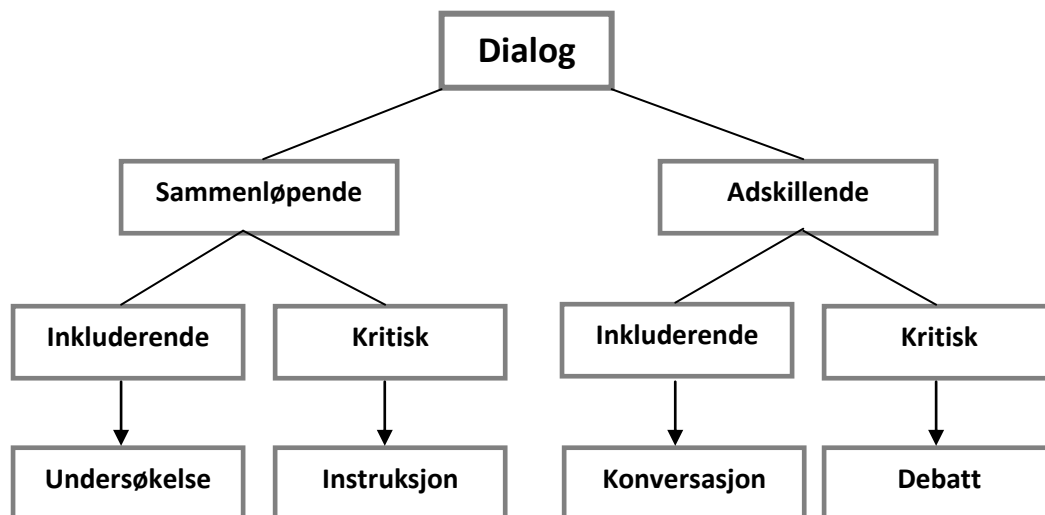 Dialog
Sammenløpende
Adskillende
Inkluderende
Kritisk
Inkluderende
Kritisk
Undersøkelse
Instruksjon
Konversasjon
Debatt